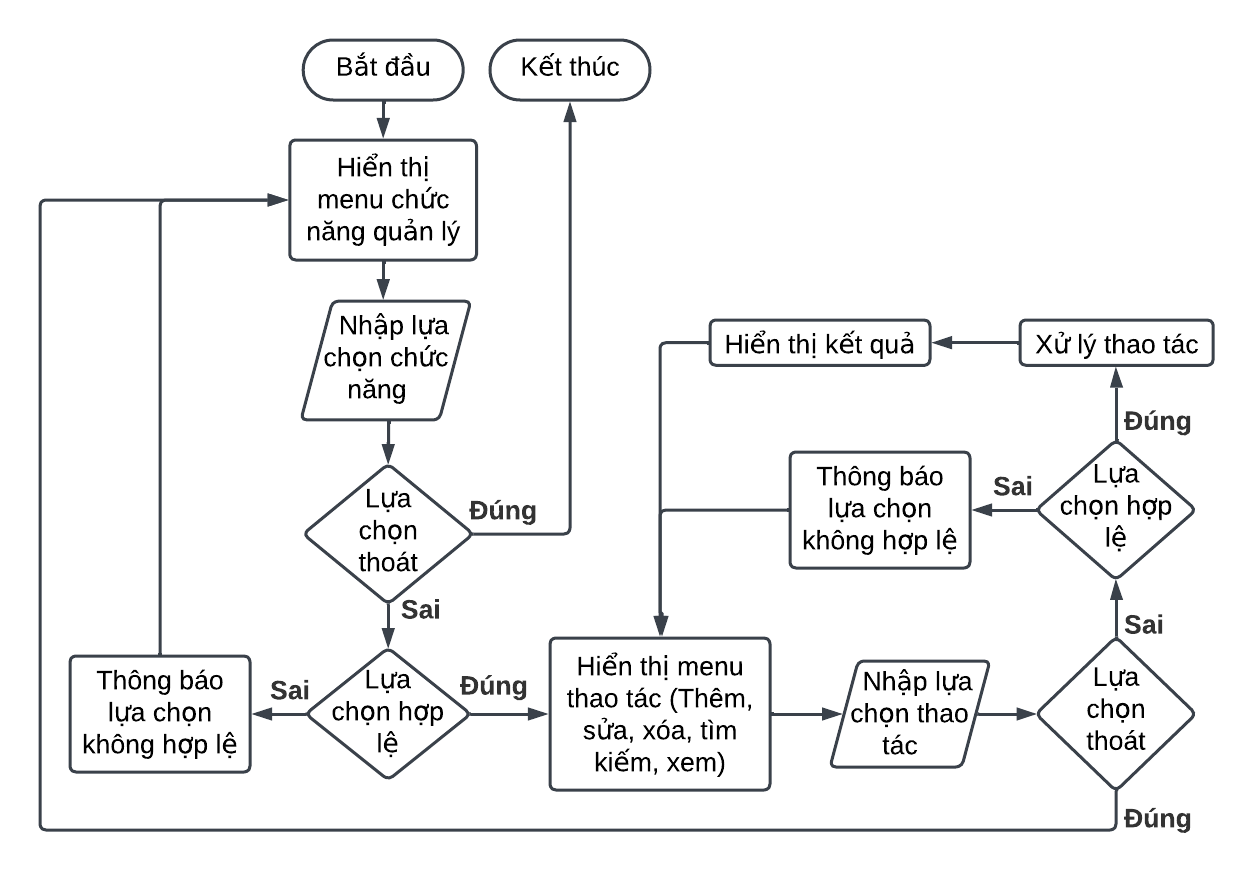 Bắt đầu
Kết thúc
Hiển thị
menu chức
năng quản lý
Nhập lựa
chọn chức
năng
Lựa
chọn
thoát
Đúng
Sai
Lựa
chọn hợp
lệ
Sai
Thông báo
lựa chọn
không hợp lệ
Đúng
Hiển thị menu
thao tác (Thêm,
sửa, xóa, tìm
kiếm, xem)
Nhập lựa
chọn thao
tác
Lựa
chọn
thoát
Đúng
Sai
Lựa
chọn hợp
lệ
Sai
Thông báo
lựa chọn
không hợp lệ
Đúng
Xử lý thao tác
Hiển thị kết quả